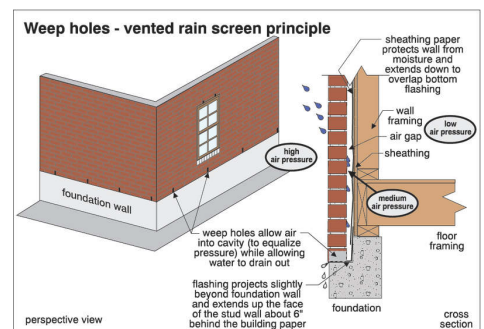 Weep holes - vented rain screen principle
sheathing paper
protects wall from
moisture and
extends down to
overlap bottom
flashing
wall
framing
low
air pressure
air gap
sheathing
high
air pressure
medium
air pressure
foundation wall
weep holes allow air
into cavity (to equalize
pressure) while allowing
water to drain out
floor
framing
flashing projects slightly
beyond foundation wall
and extends up the face
of the stud wall about 6"
behind the building paper
foundation
perspective view
cross
section